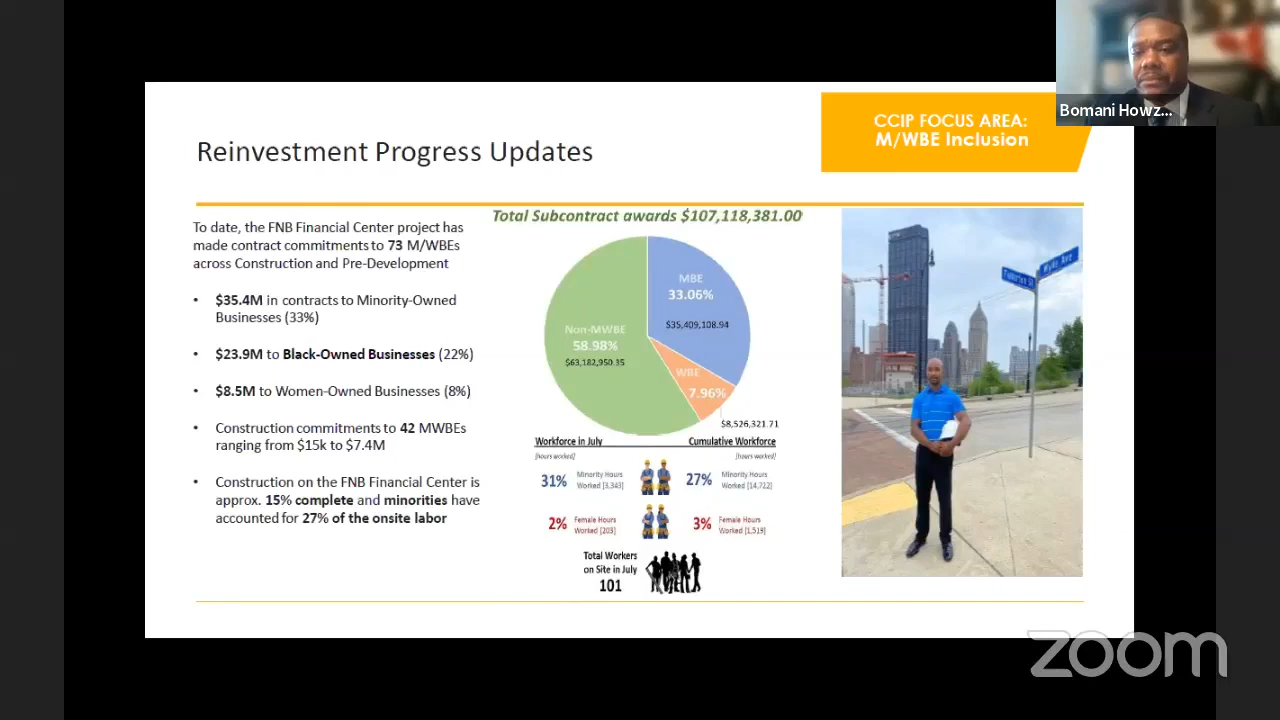 Bomani Howz...
CCIP FOCUS AREA:
M/WBE Inclusion
Reinvestment Progress Updates
To date, the FNB Financial Center project has
made contract commitments to 73 M/WBEs
across Construction and Pre-Development
• $35.4M in contracts to Minority-Owned
Businesses (33%)
• $23.9M to Black-Owned Businesses (22%)
• $8.5M to Women-Owned Businesses (8%)
• Construction commitments to 42 MWBEs
ranging from $15k to $7.4M
• Construction on the FNB Financial Center is
approx. 15% complete and minorities have
accounted for 27% of the onsite labor
Total Subcontract awards $107,118,381.00
MBE
33.06%
$35,409,108.94
Non-MWBE
58.98%
$63,182,950.35
WBE
7.96%
$8,526,321.71
Workforce in July
[hours worked]
Cumulative Workforce
[hours worked]
31% Minority Hours
Worked [3,343]
27% Minority Hours
Worked [14,722]
2% Female Hours
Worked [203]
3% Female Hours
Worked [1,519]
Total Workers
on Site in July
101
Wylie Ave
zoom